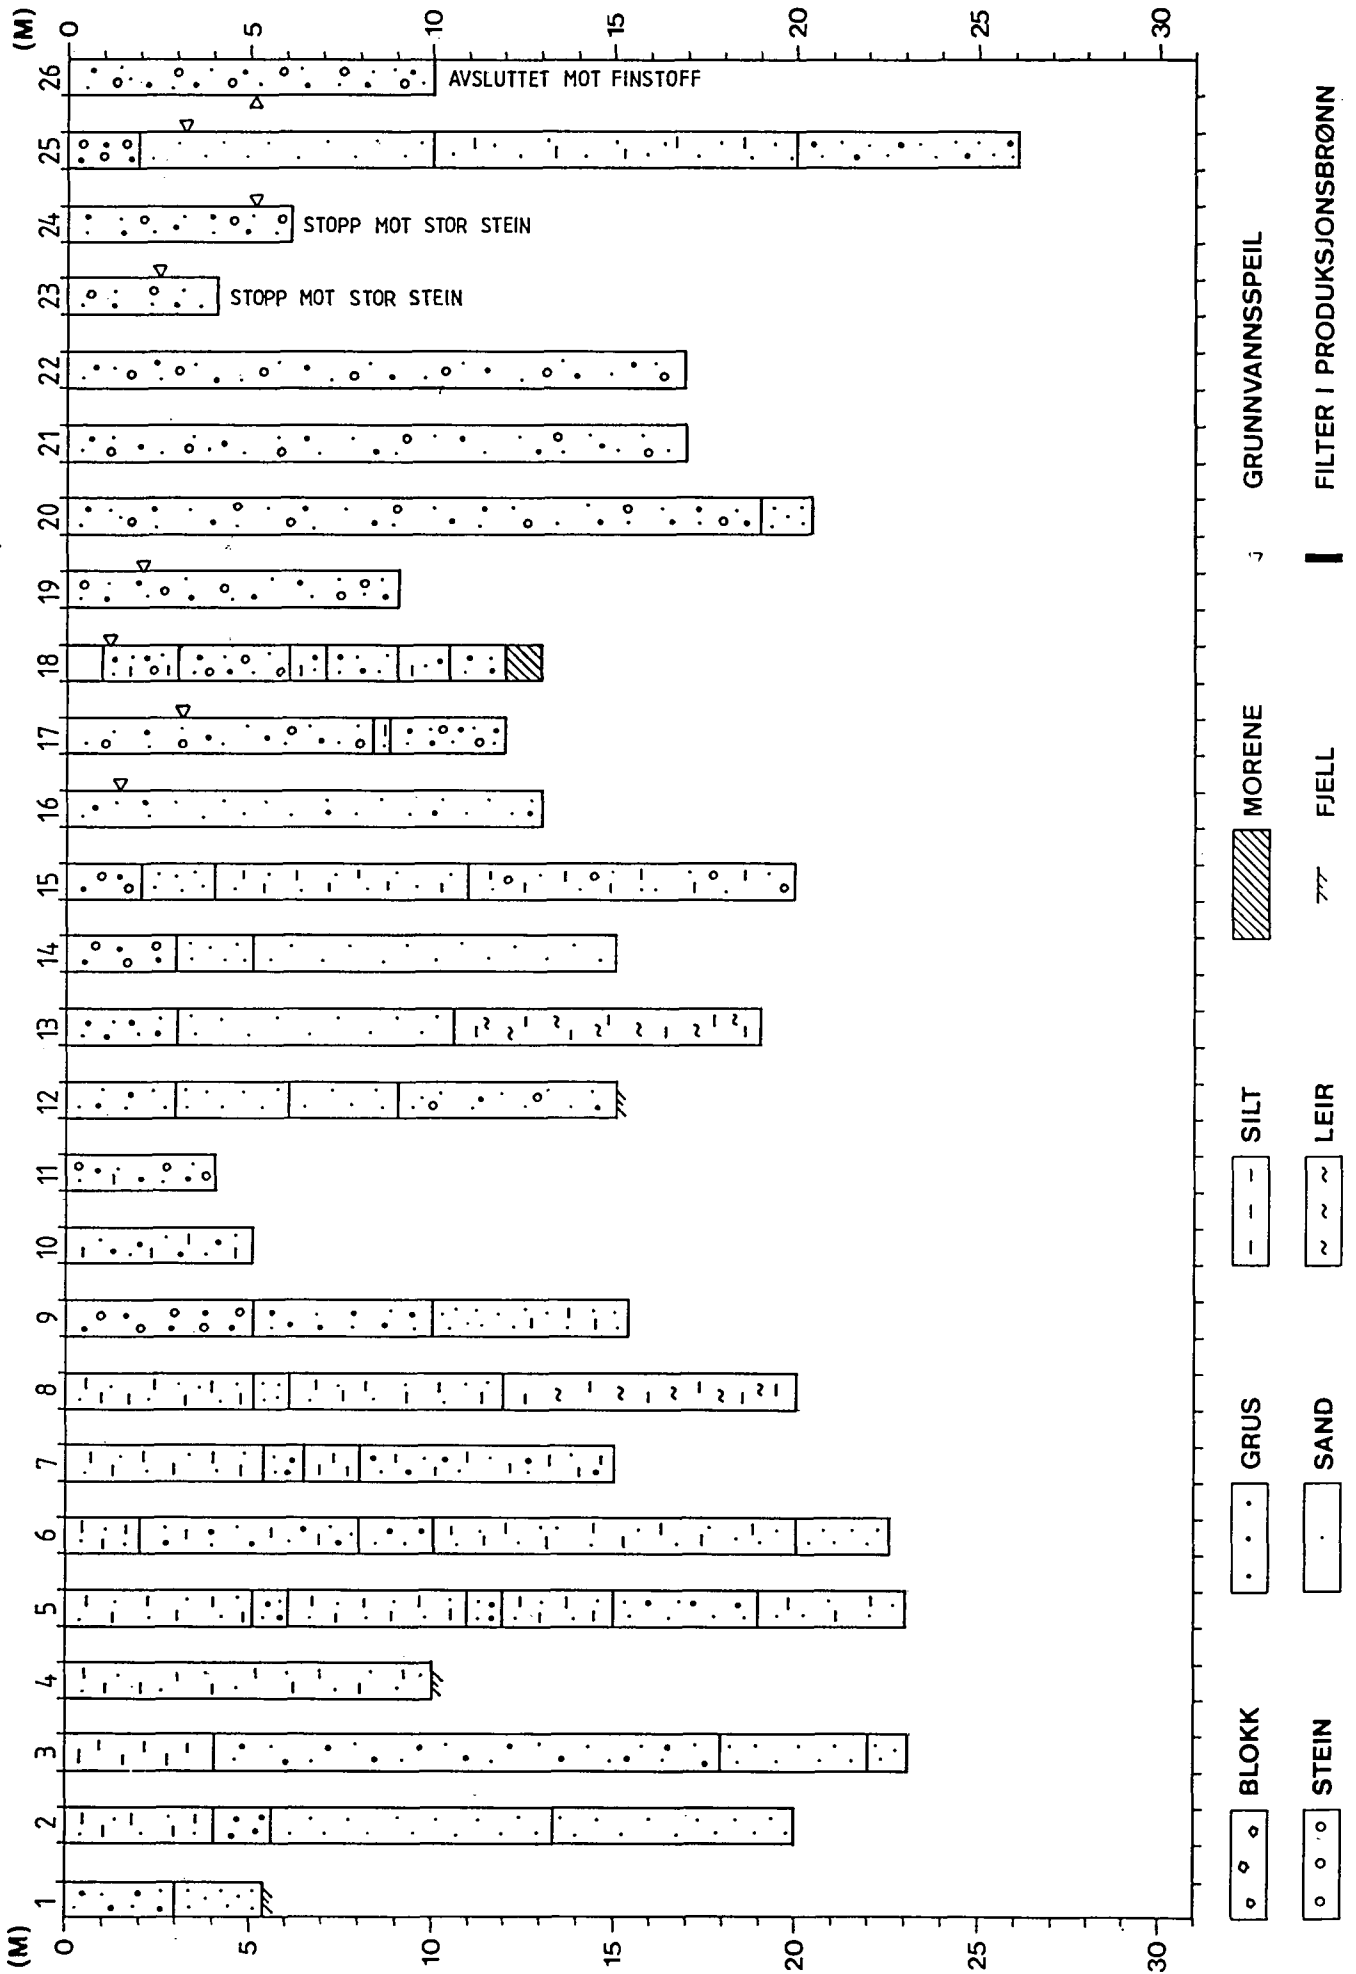 (M) 1 2 3 4 5 6 7 8 9 10 11 12 13 14 15 16 17 18 19 20 21 22 23 24 25 26 (M)
0 0
5 5
10 10
15 15
20 20
25 25
30 30
STOPP MOT STOR STEIN
STOPP MOT STOR STEIN
AVSLUTTET MOT FINSTOFF
BLOKK GRUS SILT MORENE GRUNNVANNSSPEIL
STEIN SAND LEIR FJELL FILTER I PRODUKSJONSBRØNN